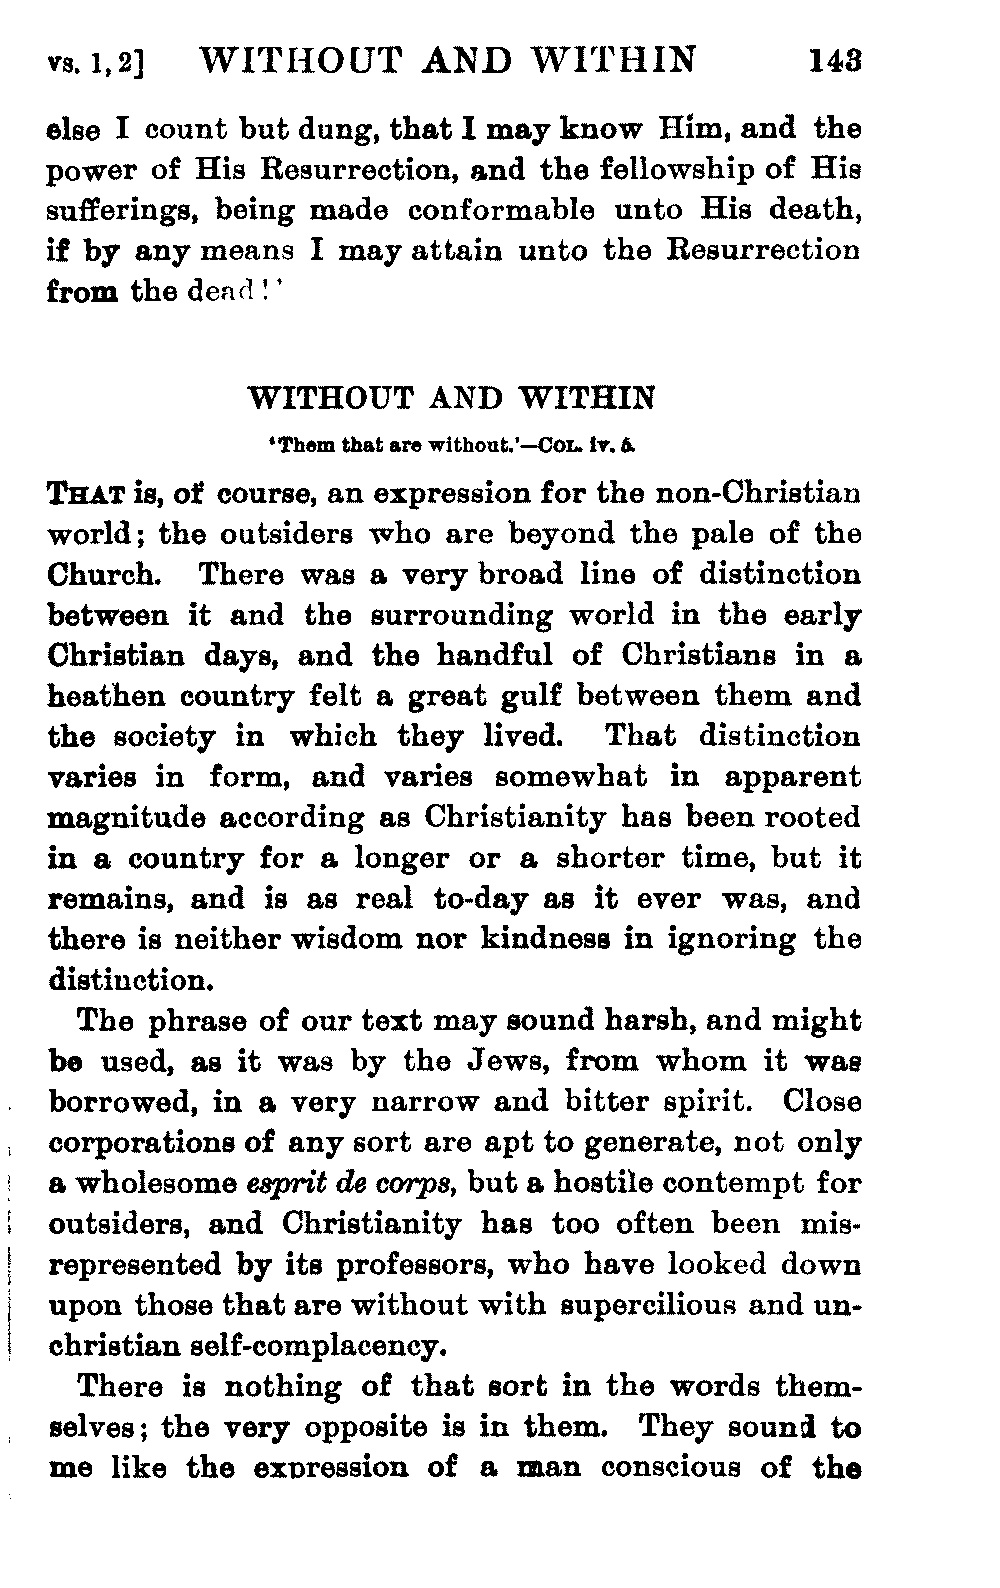 vs. 1, 2] WITHOUT AND WITHIN 143
else I count but dung, that I may know Him, and the
power of His Resurrection, and the fellowship of His
sufferings, being made conformable unto His death,
if by any means I may attain unto the Resurrection
from the dead!'
WITHOUT AND WITHIN
'Them that are without.'—COL. iv. 5.
THAT is, of course, an expression for the non-Christian
world; the outsiders who are beyond the pale of the
Church. There was a very broad line of distinction
between it and the surrounding world in the early
Christian days, and the handful of Christians in a
heathen country felt a great gulf between them and
the society in which they lived. That distinction
varies in form, and varies somewhat in apparent
magnitude according as Christianity has been rooted
in a country for a longer or a shorter time, but it
remains, and is as real to-day as it ever was, and
there is neither wisdom nor kindness in ignoring the
distinction.
The phrase of our text may sound harsh, and might
be used, as it was by the Jews, from whom it was
borrowed, in a very narrow and bitter spirit. Close
corporations of any sort are apt to generate, not only
a wholesome esprit de corps, but a hostile contempt for
outsiders, and Christianity has too often been mis-
represented by its professors, who have looked down
upon those that are without with supercilious and un-
christian self-complacency.
There is nothing of that sort in the words them-
selves; the very opposite is in them. They sound to
me like the expression of a man conscious of the